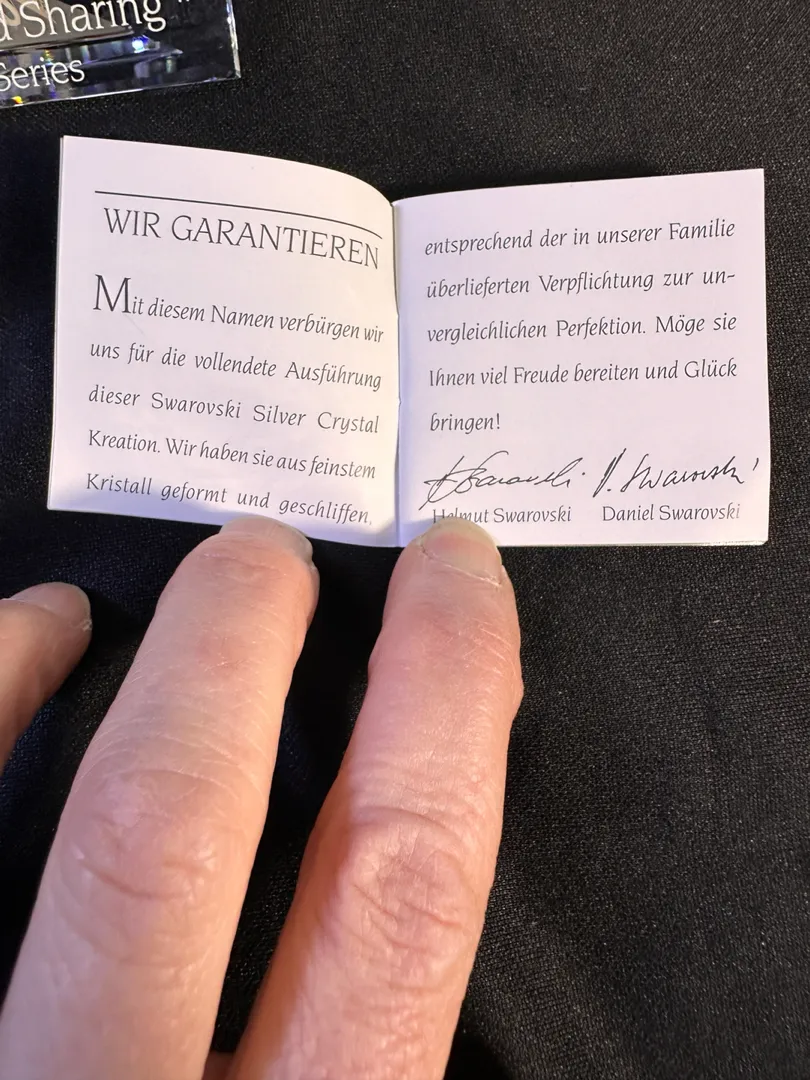 d Sharing"
Series
WIR GARANTIEREN
Mit diesem Namen verbürgen wir
uns für die vollendete Ausführung
dieser Swarovski Silver Crystal
Kreation. Wir haben sie aus feinstem
Kristall geformt und geschliffen,
entsprechend der in unserer Familie
überlieferten Verpflichtung zur un-
vergleichlichen Perfektion. Möge sie
Ihnen viel Freude bereiten und Glück
bringen!
Helmut Swarovski Daniel Swarovski